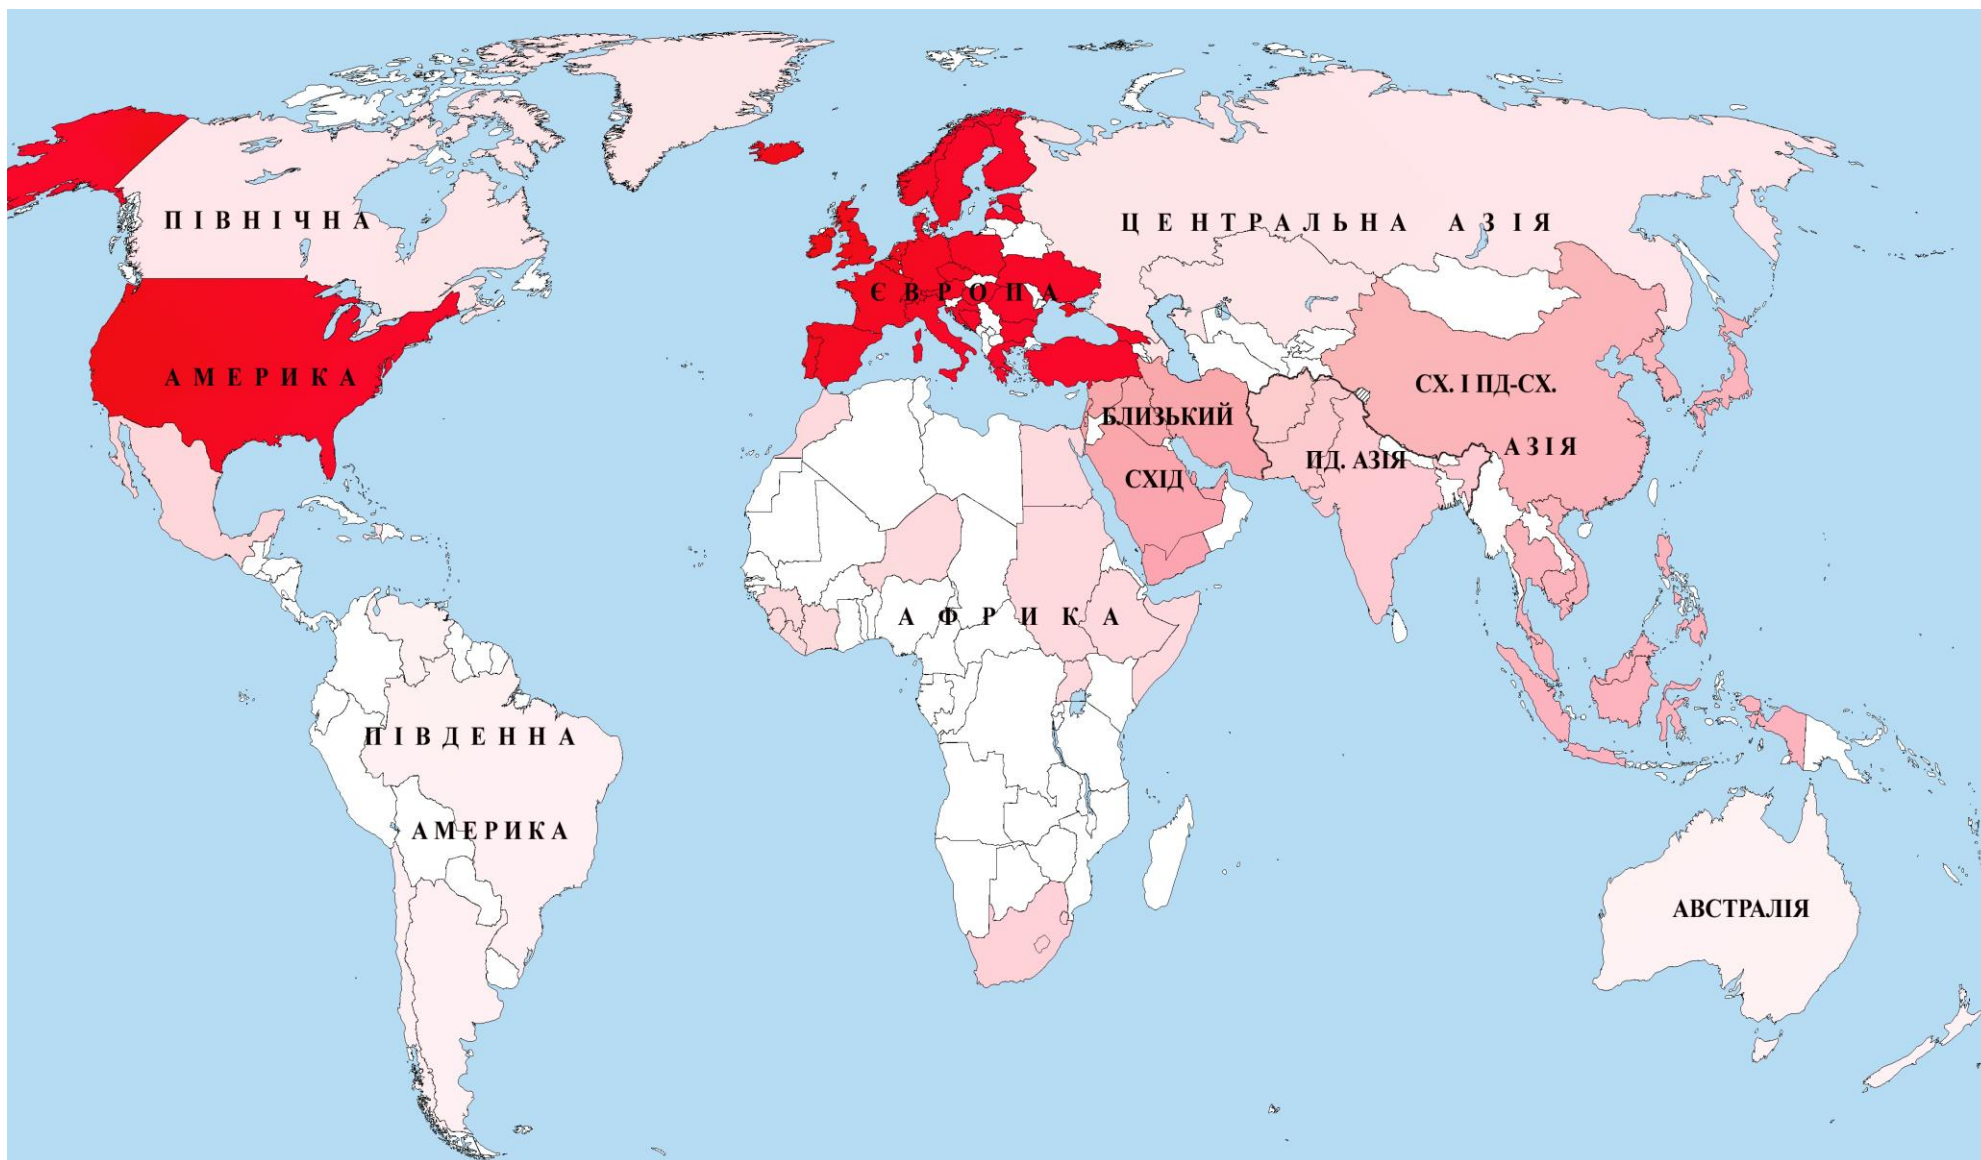 ПІВНІЧНА
АМЕРИКА
ЄВРОПА
ЦЕНТРАЛЬНА АЗІЯ
БЛИЗЬКИЙ
СХІД
ПД. АЗІЯ
СХ. І ПД-СХ.
АЗІЯ
АФРИКА
ПІВДЕННА
АМЕРИКА
АВСТРАЛІЯ